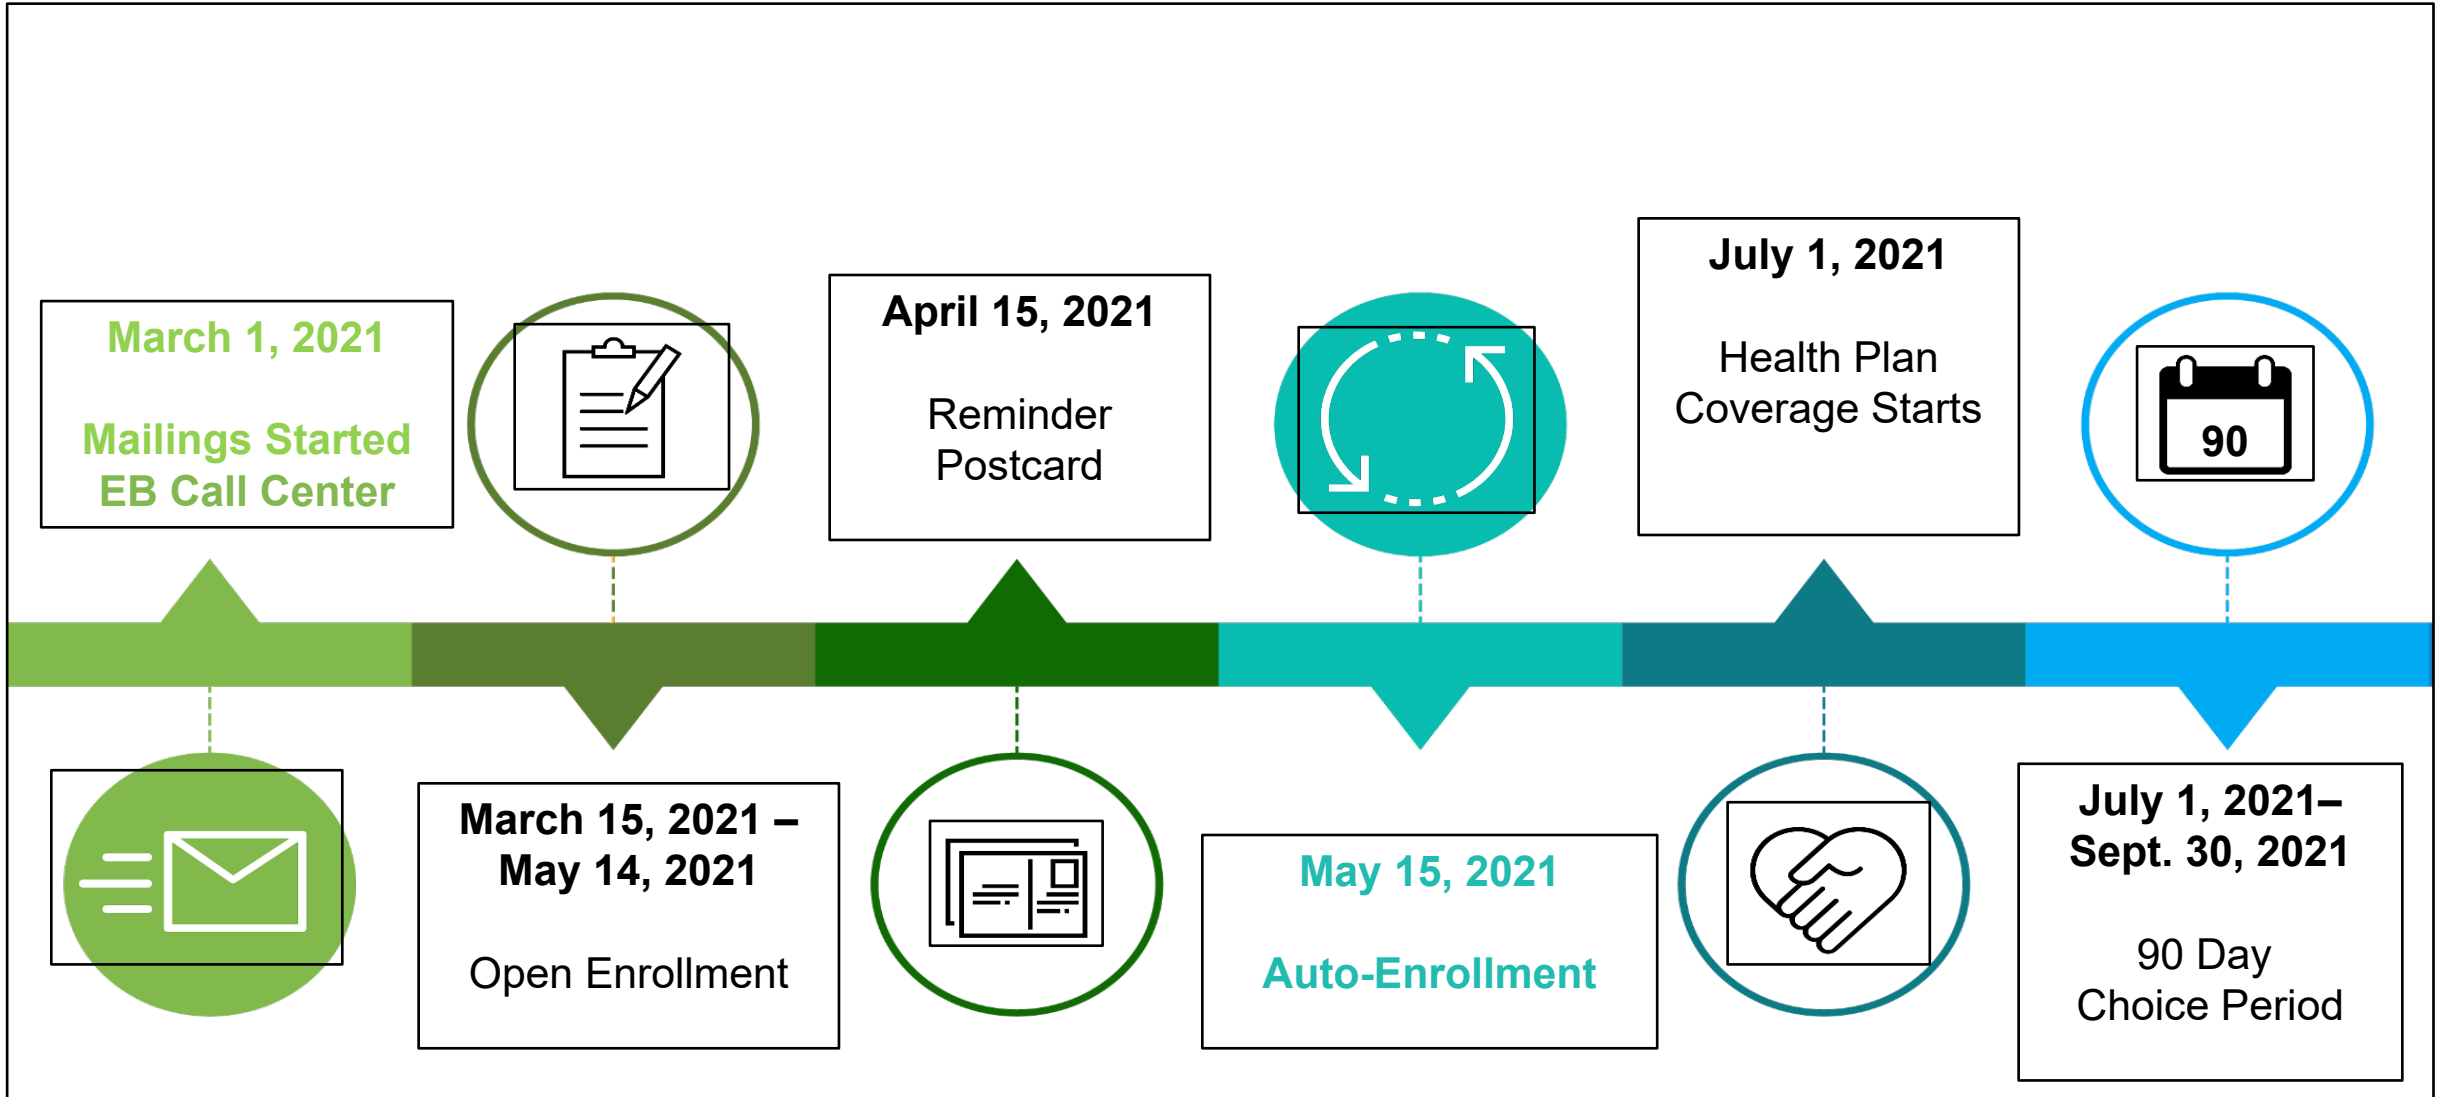 March 1, 2021
Mailings Started
EB Call Center
March 15, 2021 –
May 14, 2021
Open Enrollment
April 15, 2021
Reminder
Postcard
May 15, 2021
Auto-Enrollment
July 1, 2021
Health Plan
Coverage Starts
90
July 1, 2021–
Sept. 30, 2021
90 Day
Choice Period